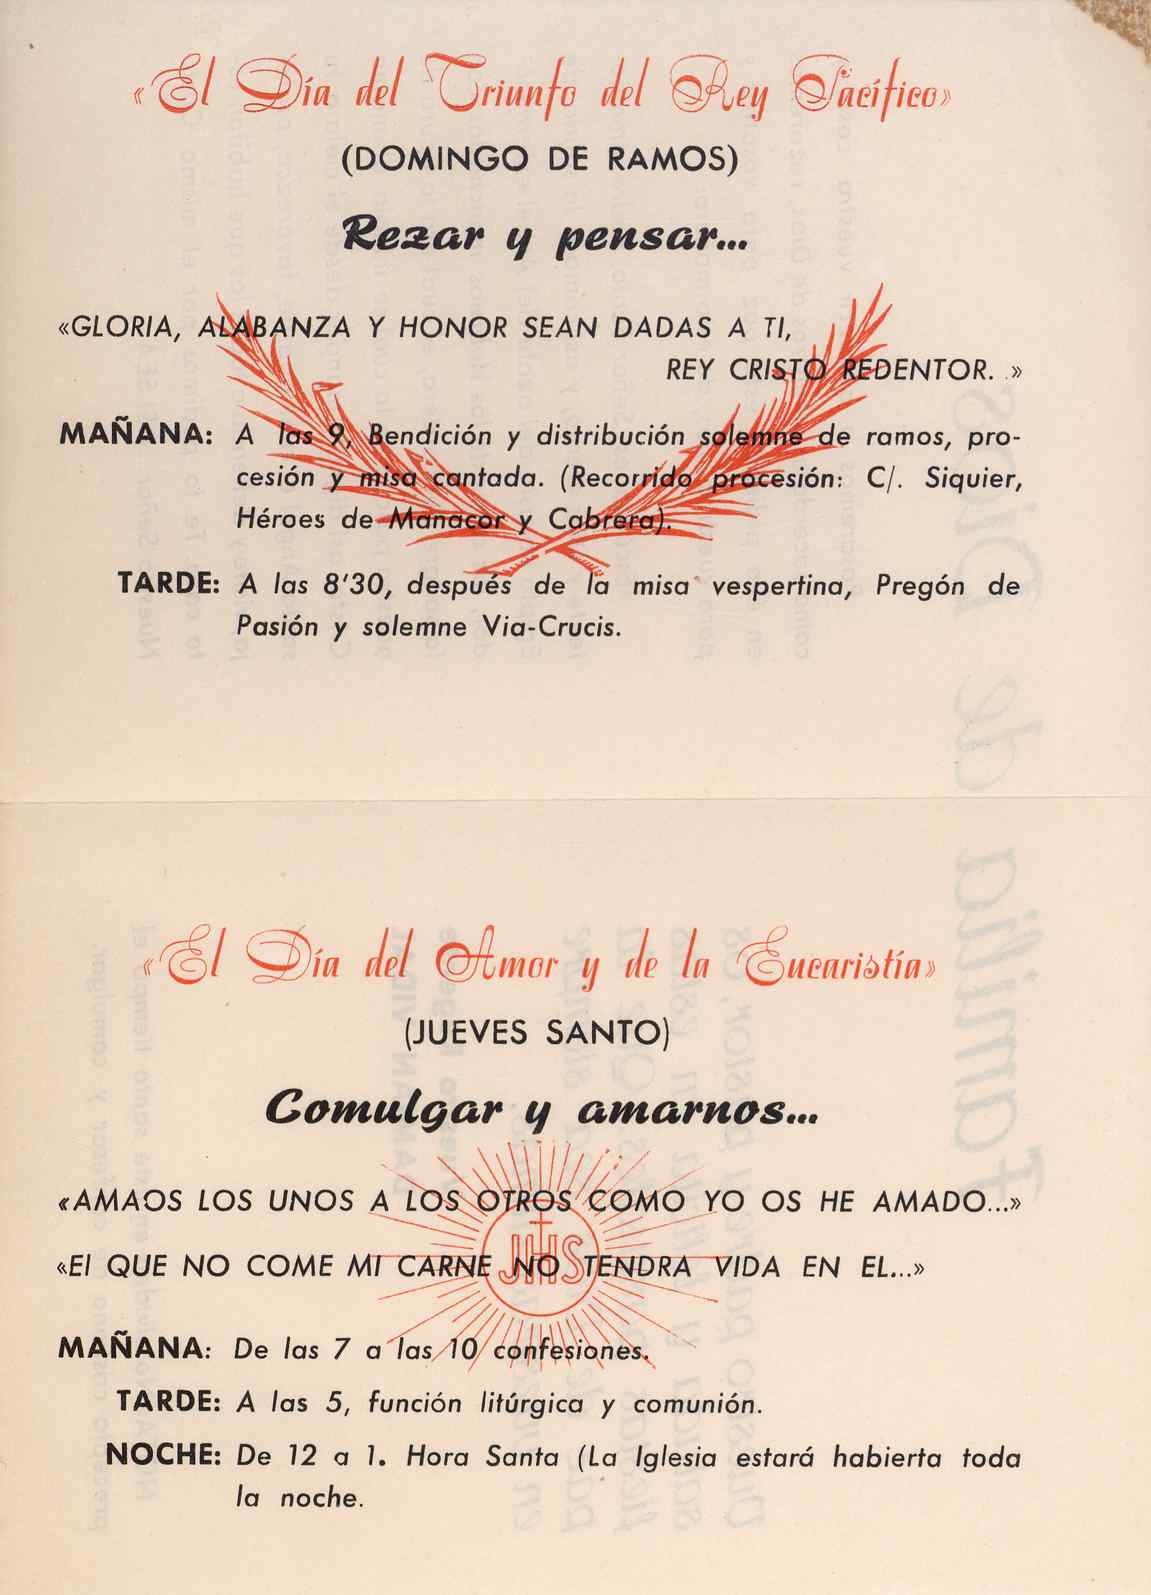 «El Día del Triunfo del Rey Pacífico»
(DOMINGO DE RAMOS)
Rezar y pensar...
«GLORIA, ALABANZA Y HONOR SEAN DADAS A TI,
REY CRISTO REDENTOR. »
MAÑANA: A las 9, Bendición y distribución solemne de ramos, pro-
cesión y misa cantada. (Recorrido procesión: C/. Siquier,
Héroes de Manacor y Cabrera).
TARDE: A las 8'30, después de la misa vespertina, Pregón de
Pasión y solemne Via-Crucis.
«El Día del Amor y de la Eucaristía»
(JUEVES SANTO)
Comulgar y amarnos...
«AMAOS LOS UNOS A LOS OTROS COMO YO OS HE AMADO...»
JHS
«El QUE NO COME MI CARNE NO TENDRA VIDA EN EL...»
MAÑANA: De las 7 a las 10 confesiones.
TARDE: A las 5, función litúrgica y comunión.
NOCHE: De 12 a 1. Hora Santa (La Iglesia estará habierta toda
la noche.